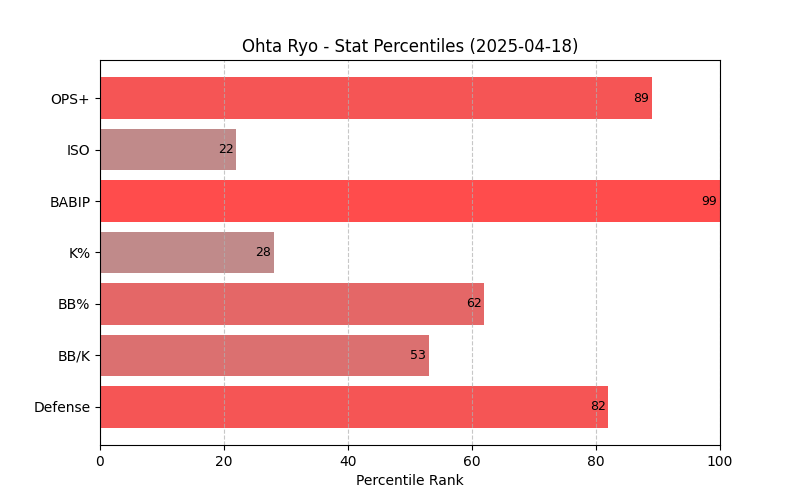 Ohta Ryo - Stat Percentiles (2025-04-18)
OPS+ 89
ISO 22
BABIP 99
K% 28
BB% 62
BB/K 53
Defense 82
0 20 40 60 80 100
Percentile Rank